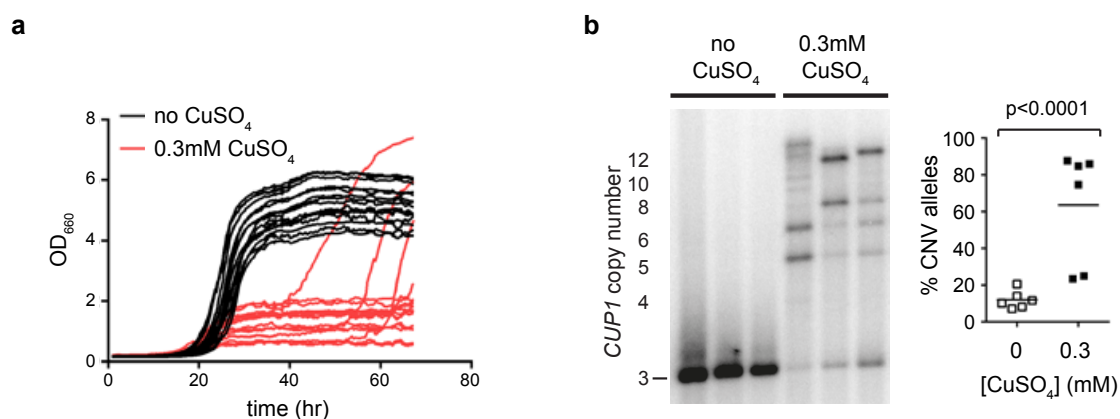 a
8
6
4
2
0
OD₆₆₀
no CuSO₄
0.3mM CuSO₄
0 20 40 60 80
time (hr)
b
no
CuSO₄
0.3mM
CuSO₄
CUP1 copy number
12
10
8
6
5
4
3
p<0.0001
% CNV alleles
100
80
60
40
20
0
0 0.3
[CuSO₄] (mM)